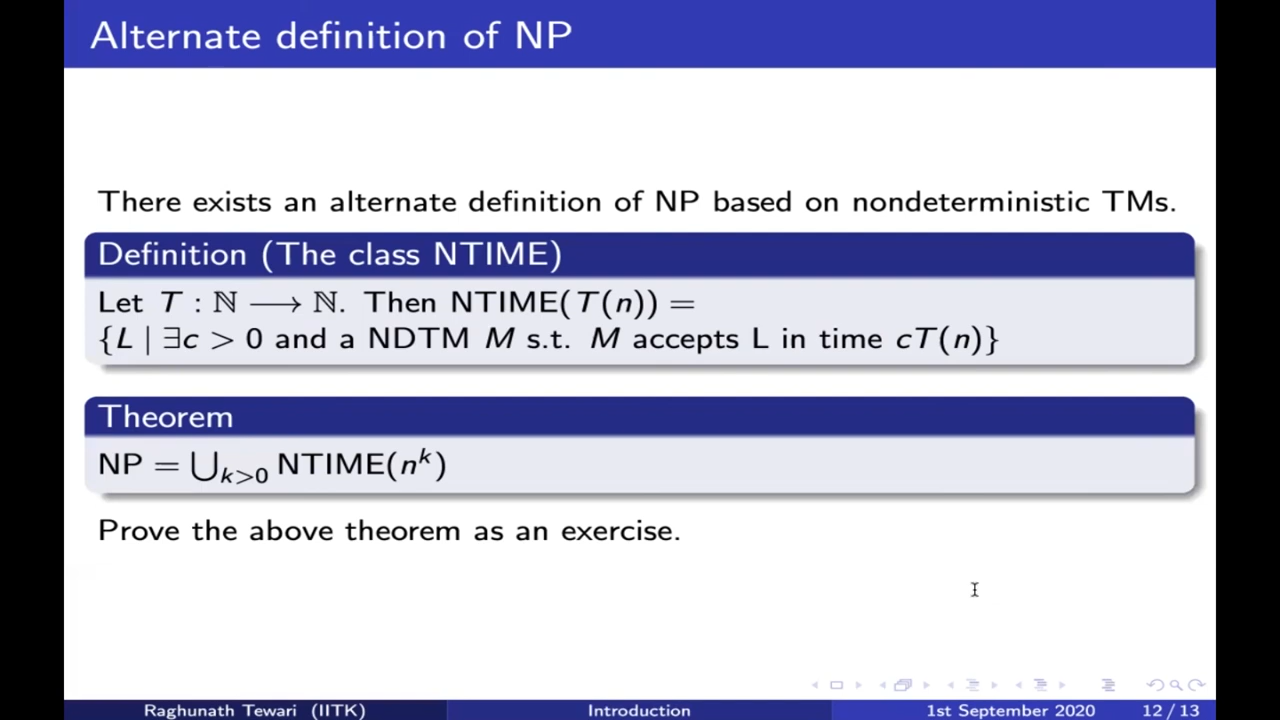 Alternate definition of NP
There exists an alternate definition of NP based on nondeterministic TMs.
Definition (The class NTIME)
Let T : ℕ ⟶ ℕ. Then NTIME(T(n)) =
{L | ∃c > 0 and a NDTM M s.t. M accepts L in time cT(n)}
Theorem
NP = ⋃ₖ>₀ NTIME(nᵏ)
Prove the above theorem as an exercise.
Raghunath Tewari (IITK) Introduction 1st September 2020 12 / 13